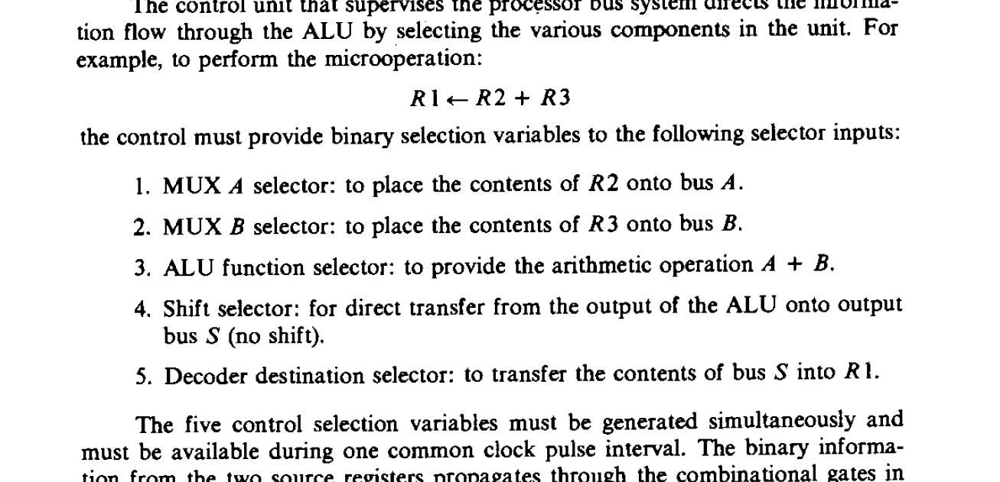 The control unit that supervises the processor bus system directs the informa-
tion flow through the ALU by selecting the various components in the unit. For
example, to perform the microoperation:
R1 ← R2 + R3
the control must provide binary selection variables to the following selector inputs:
1. MUX A selector: to place the contents of R2 onto bus A.
2. MUX B selector: to place the contents of R3 onto bus B.
3. ALU function selector: to provide the arithmetic operation A + B.
4. Shift selector: for direct transfer from the output of the ALU onto output
bus S (no shift).
5. Decoder destination selector: to transfer the contents of bus S into R1.
The five control selection variables must be generated simultaneously and
must be available during one common clock pulse interval. The binary informa-
tion from the two source registers propagates through the combinational gates in